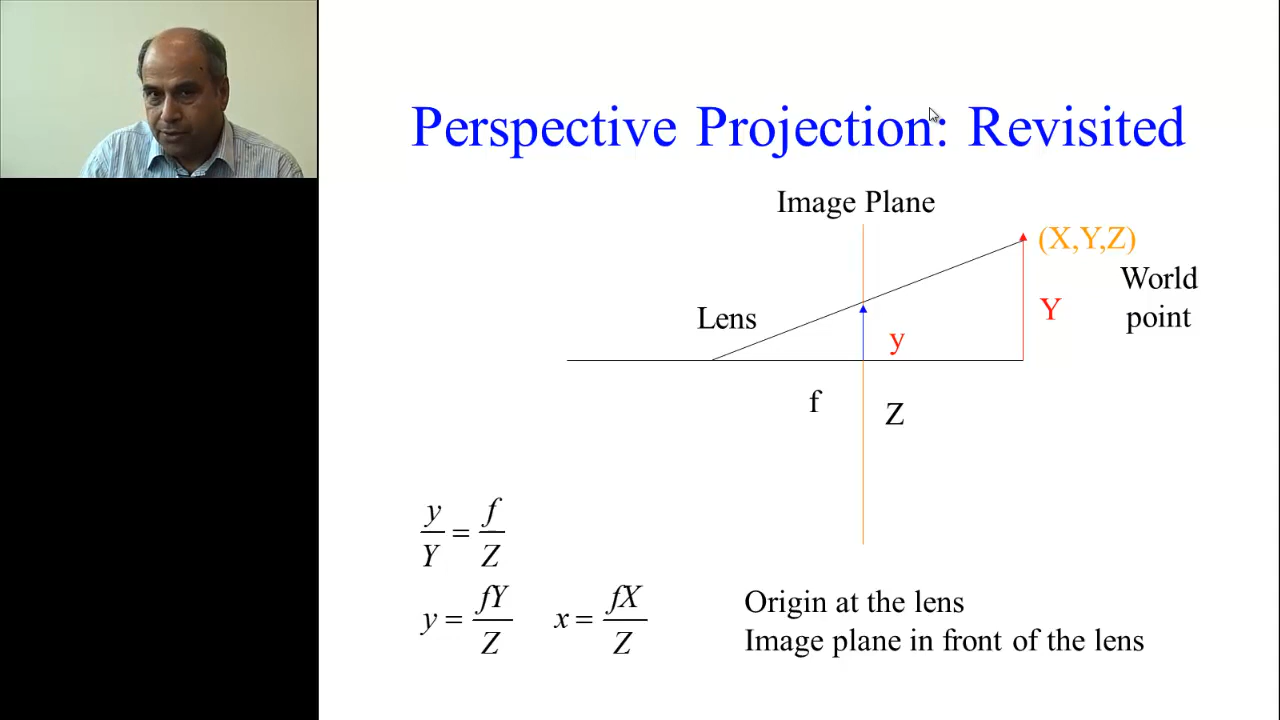 Perspective Projection: Revisited
Image Plane
(X,Y,Z)
World
point
Lens
Y
y
f
Z
y/Y = f/Z
y = fY/Z x = fX/Z
Origin at the lens
Image plane in front of the lens